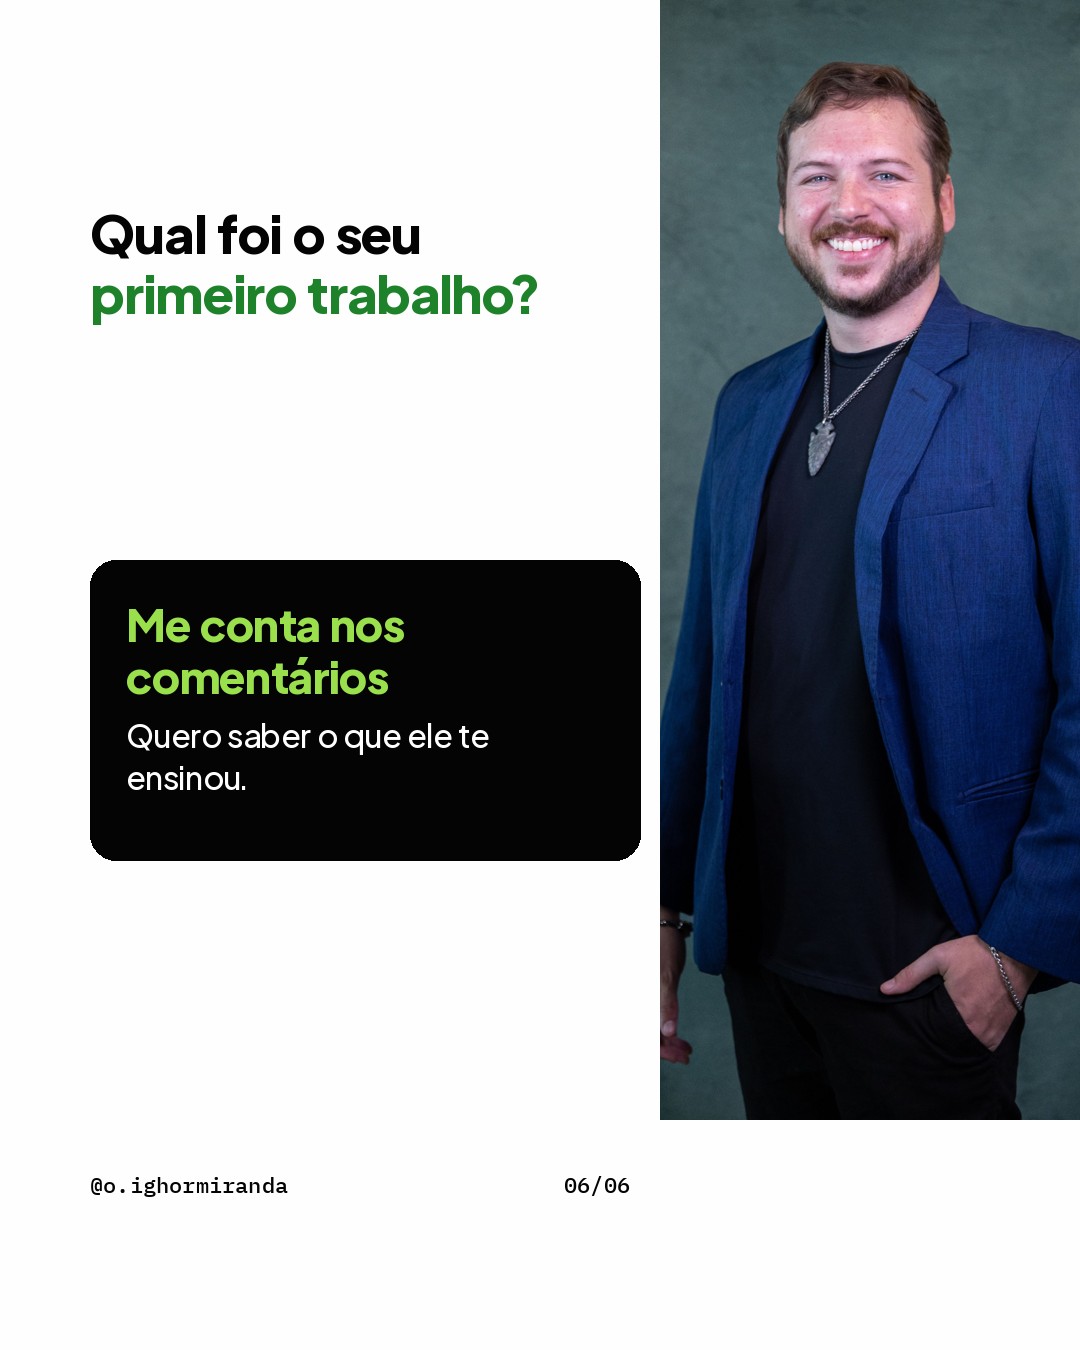 Qual foi o seu
primeiro trabalho?
Me conta nos
comentários
Quero saber o que ele te
ensinou.
@o.ighormiranda
06/06